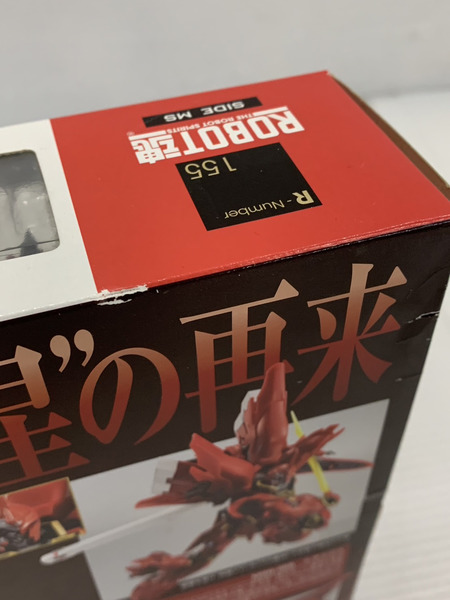 SIDE MS
THE ROBOT SPIRITS
ROBOT魂
®
R-Number
155
星”の再来